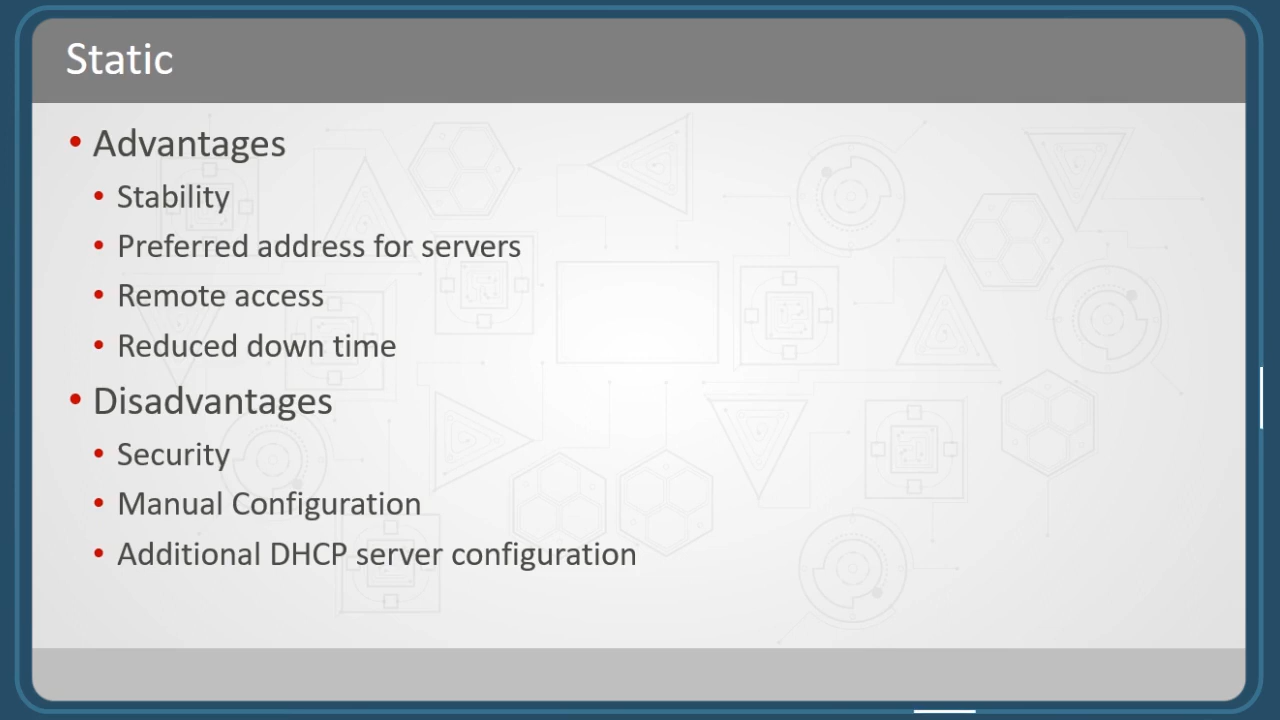 Static
• Advantages
• Stability
• Preferred address for servers
• Remote access
• Reduced down time
• Disadvantages
• Security
• Manual Configuration
• Additional DHCP server configuration